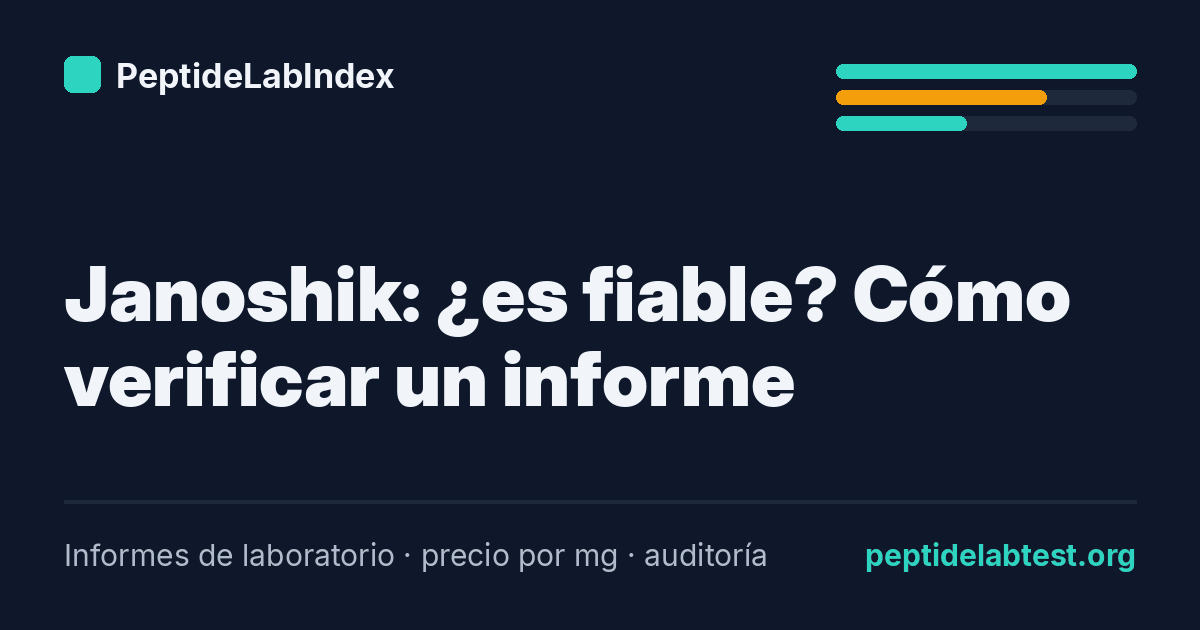 PeptideLabIndex
Janoshik: ¿es fiable? Cómo
verificar un informe
Informes de laboratorio · precio por mg · auditoría
peptidelabtest.org